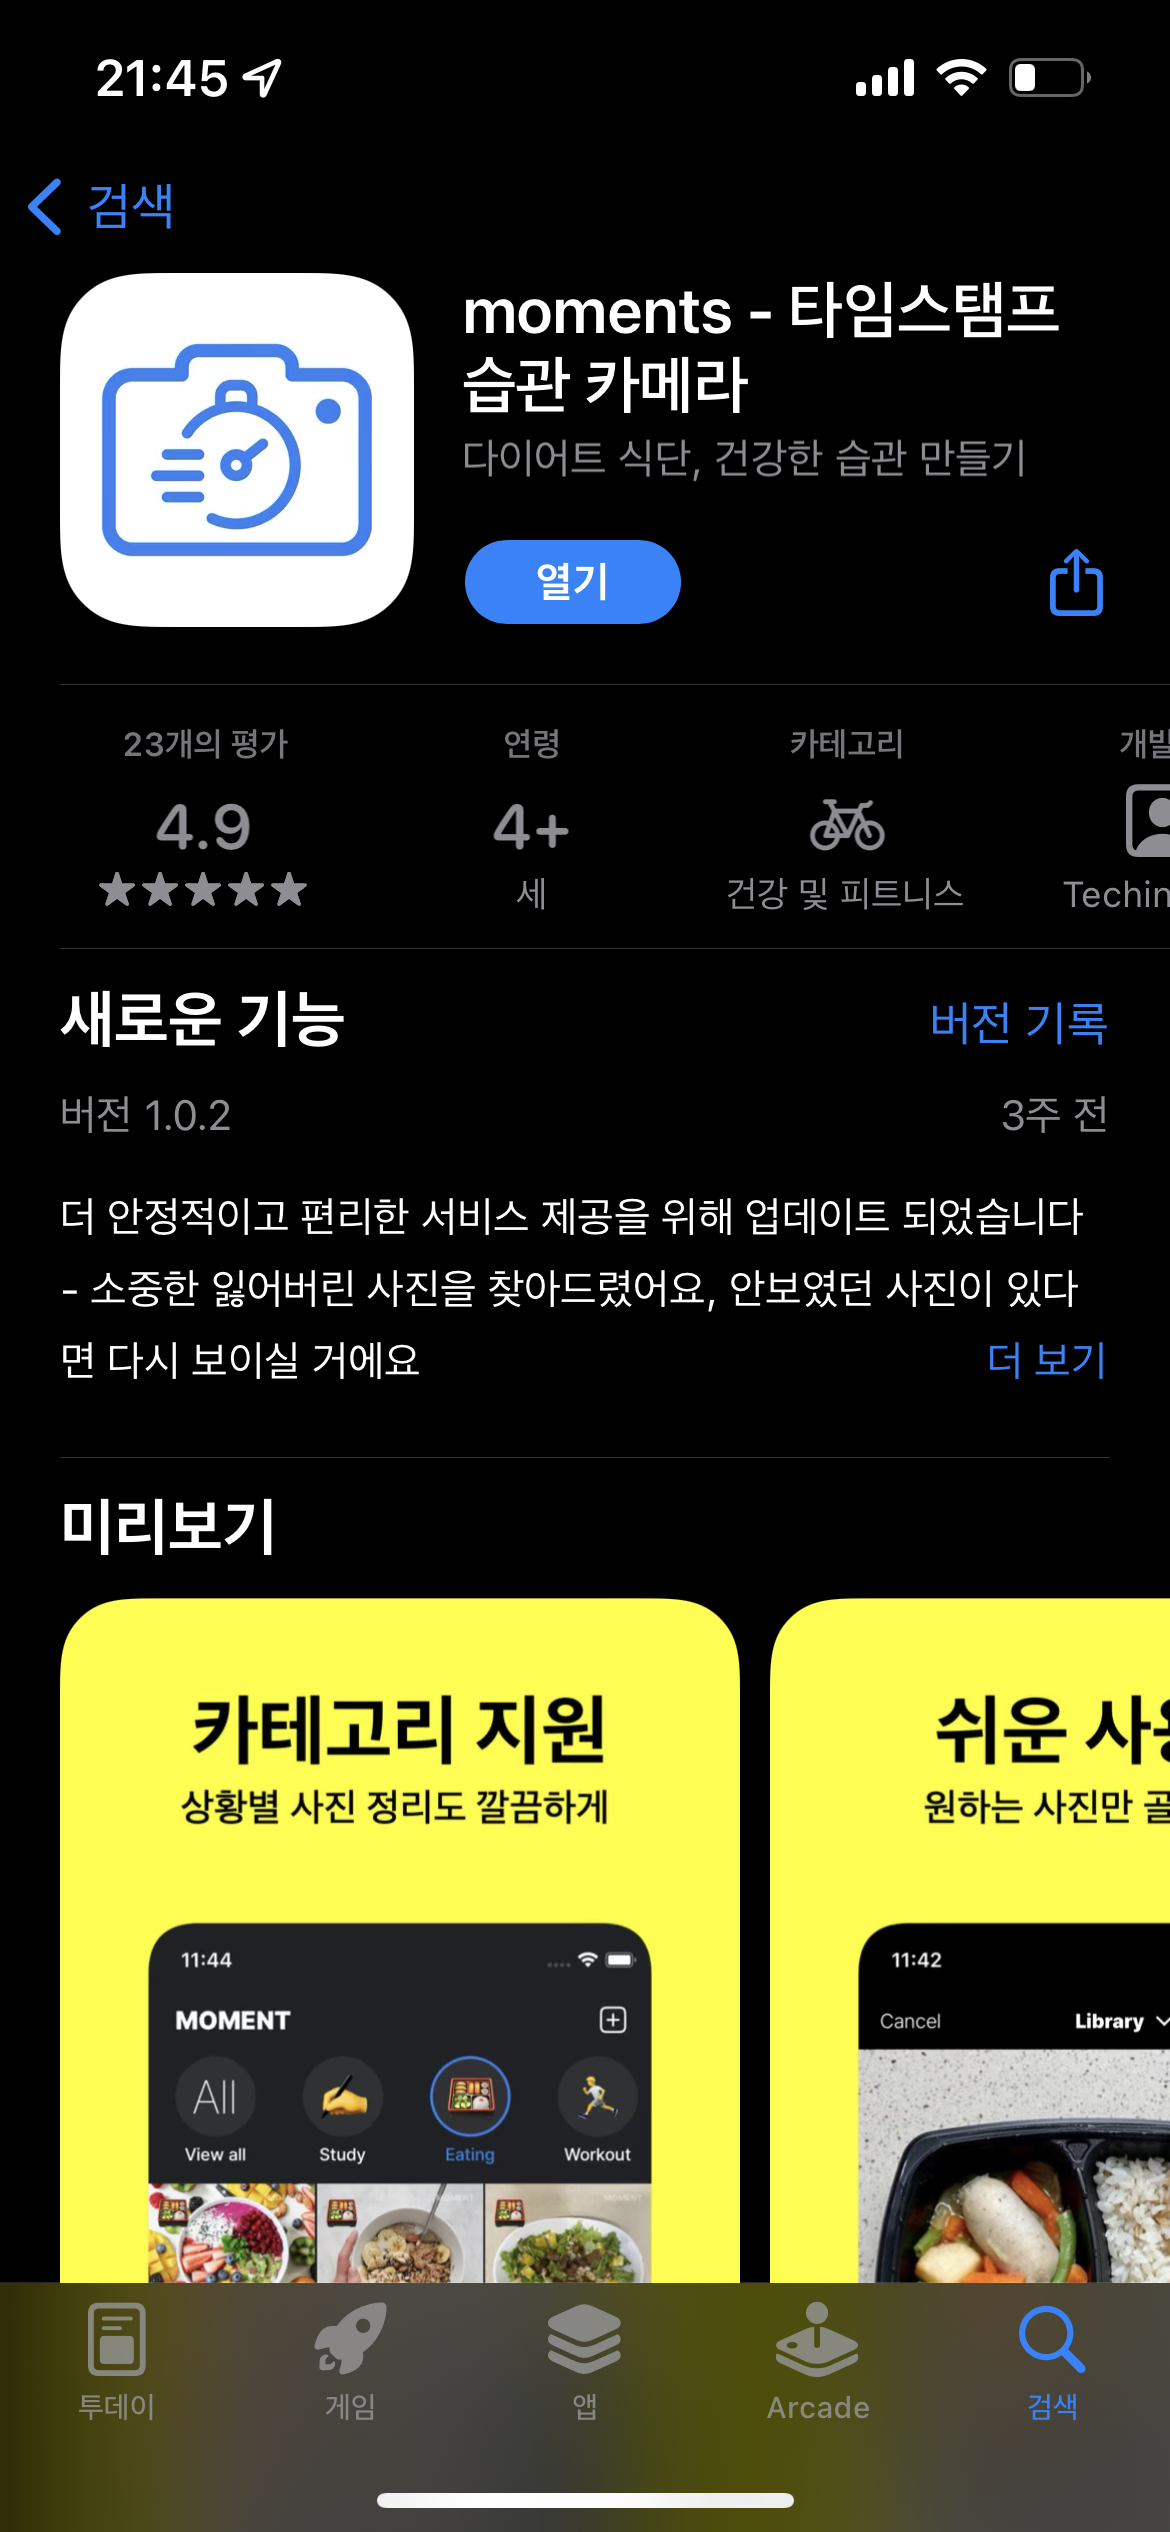 21:45
검색
moments - 타임스탬프
습관 카메라
다이어트 식단, 건강한 습관 만들기
열기
23개의 평가
4.9
연령
4+
세
카테고리
건강 및 피트니스
개발
Techin
새로운 기능
버전 기록
버전 1.0.2
3주 전
더 안정적이고 편리한 서비스 제공을 위해 업데이트 되었습니다
- 소중한 잃어버린 사진을 찾아드렸어요, 안보였던 사진이 있다
면 다시 보이실 거에요
더 보기
미리보기
카테고리 지원
상황별 사진 정리도 깔끔하게
11:44
MOMENT
All
View all
Study
Eating
Workout
쉬운 사용
원하는 사진만 골
11:42
Cancel
Library
투데이
게임
앱
Arcade
검색